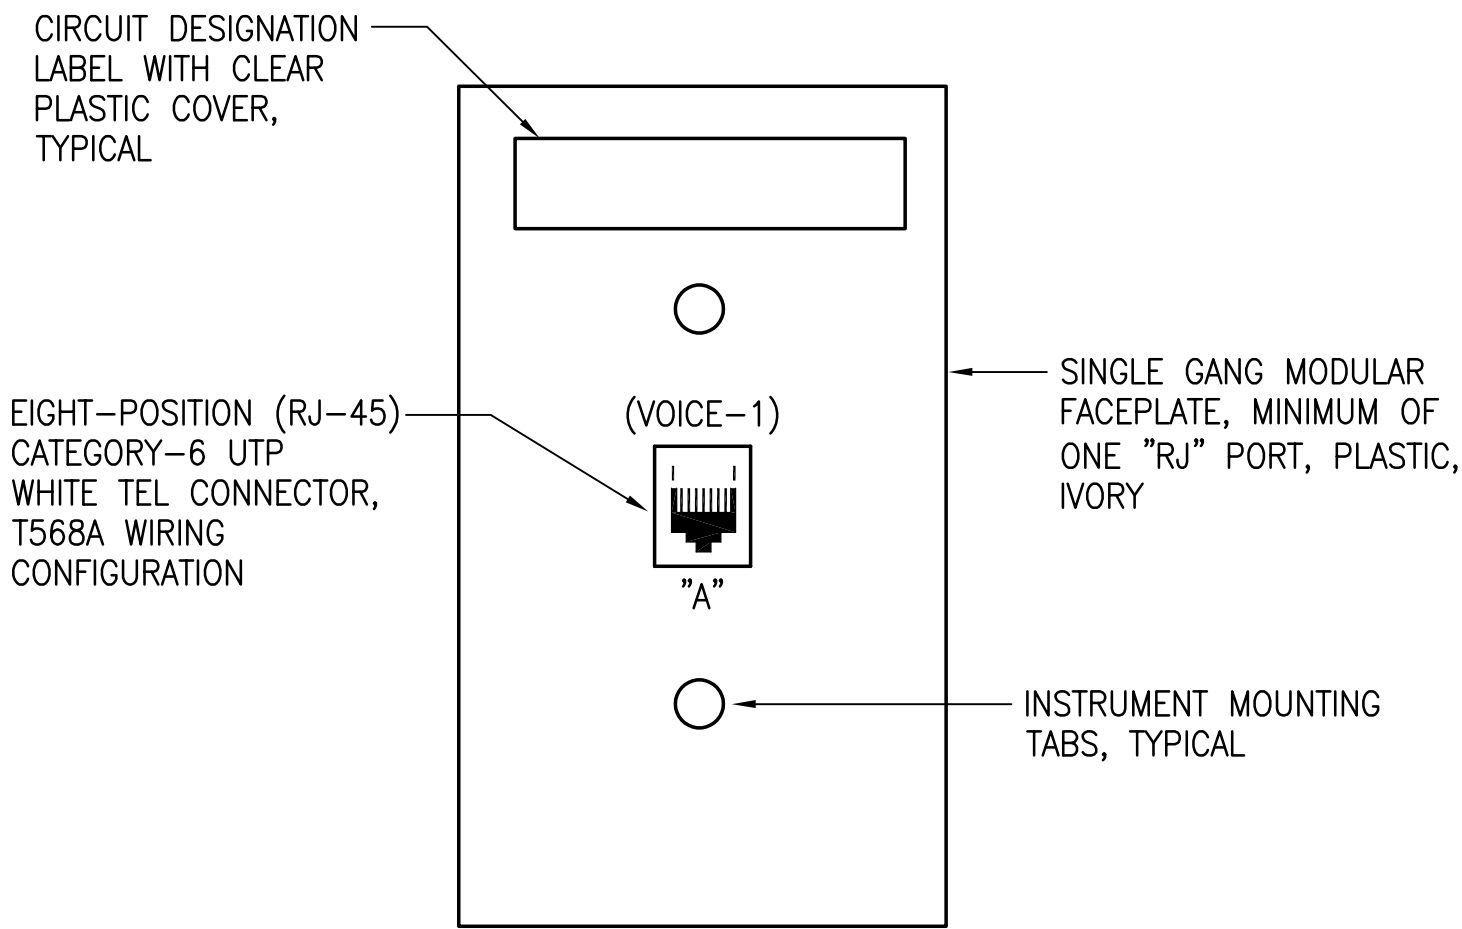 CIRCUIT DESIGNATION
LABEL WITH CLEAR
PLASTIC COVER,
TYPICAL
EIGHT-POSITION (RJ-45)
CATEGORY-6 UTP
WHITE TEL CONNECTOR,
T568A WIRING
CONFIGURATION
(VOICE-1)
"A"
SINGLE GANG MODULAR
FACEPLATE, MINIMUM OF
ONE "RJ" PORT, PLASTIC,
IVORY
INSTRUMENT MOUNTING
TABS, TYPICAL